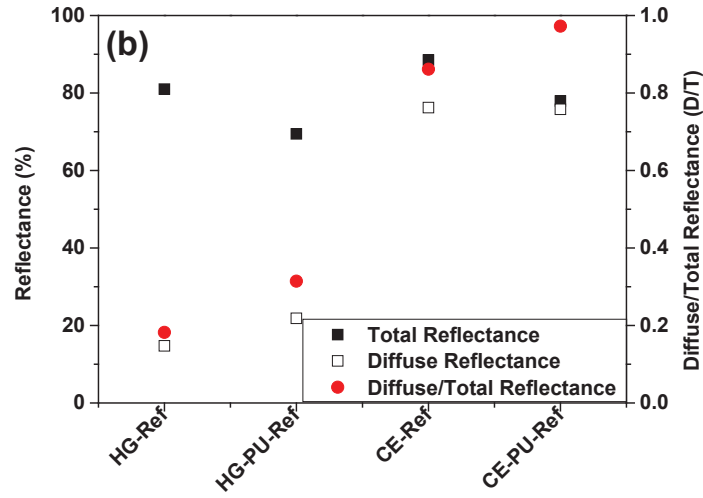 (b)
Reflectance (%)
100
80
60
40
20
0
Diffuse/Total Reflectance (D/T)
1.0
0.8
0.6
0.4
0.2
0.0
Total Reflectance
Diffuse Reflectance
Diffuse/Total Reflectance
HG-Ref
HG-PU-Ref
CE-Ref
CE-PU-Ref